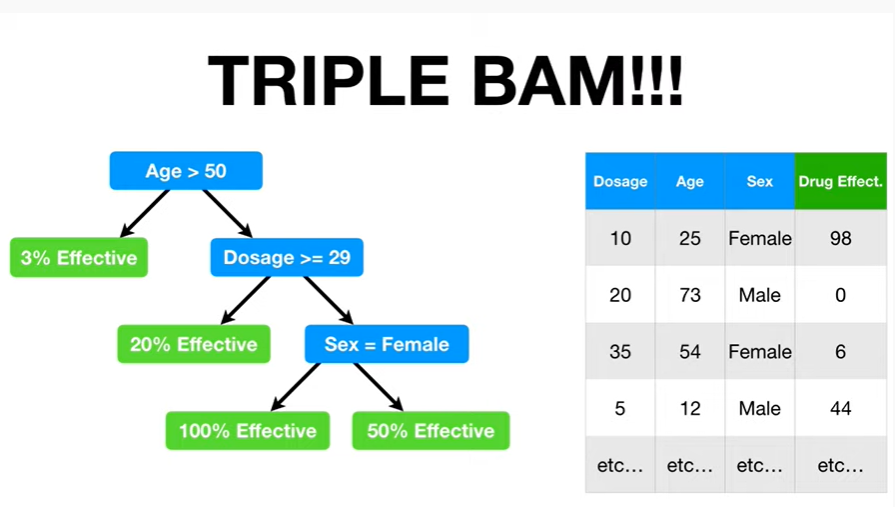 TRIPLE BAM!!!
Age > 50
3% Effective
Dosage >= 29
20% Effective
Sex = Female
100% Effective
50% Effective
Dosage Age Sex Drug Effect.
10 25 Female 98
20 73 Male 0
35 54 Female 6
5 12 Male 44
etc… etc… etc… etc…